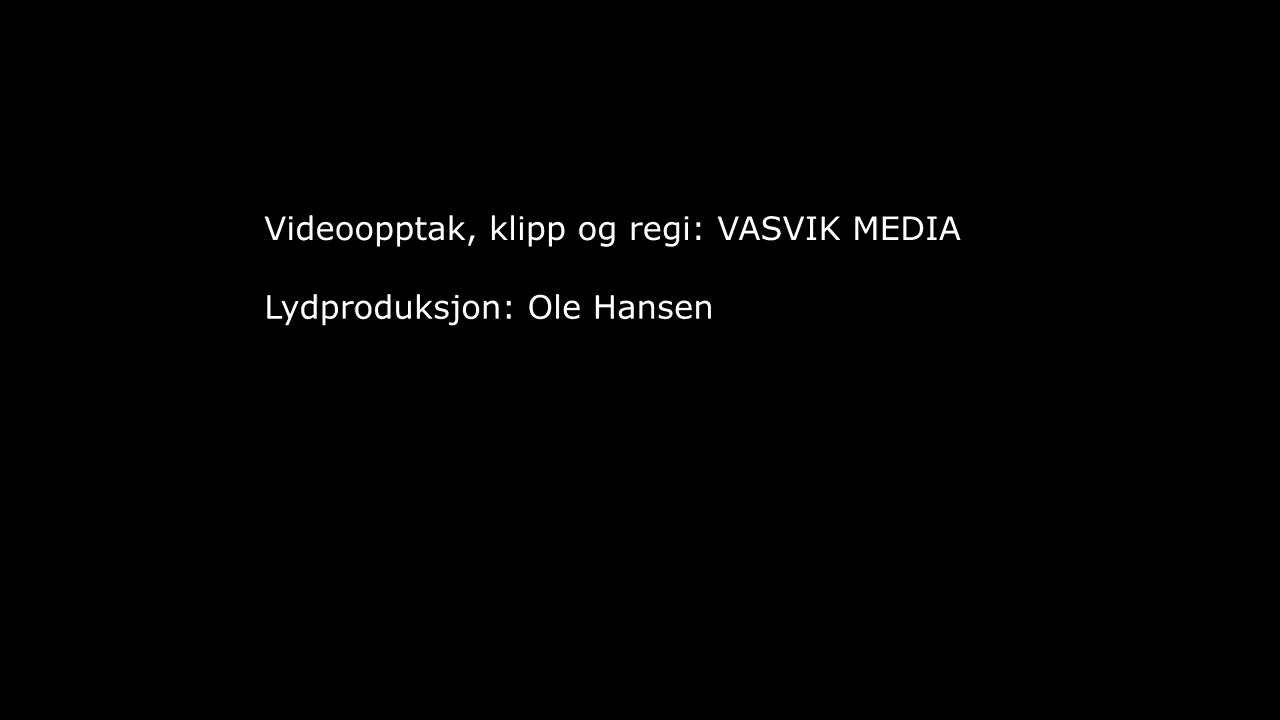 Videoopptak, klipp og regi: VASVIK MEDIA
Lydproduksjon: Ole Hansen